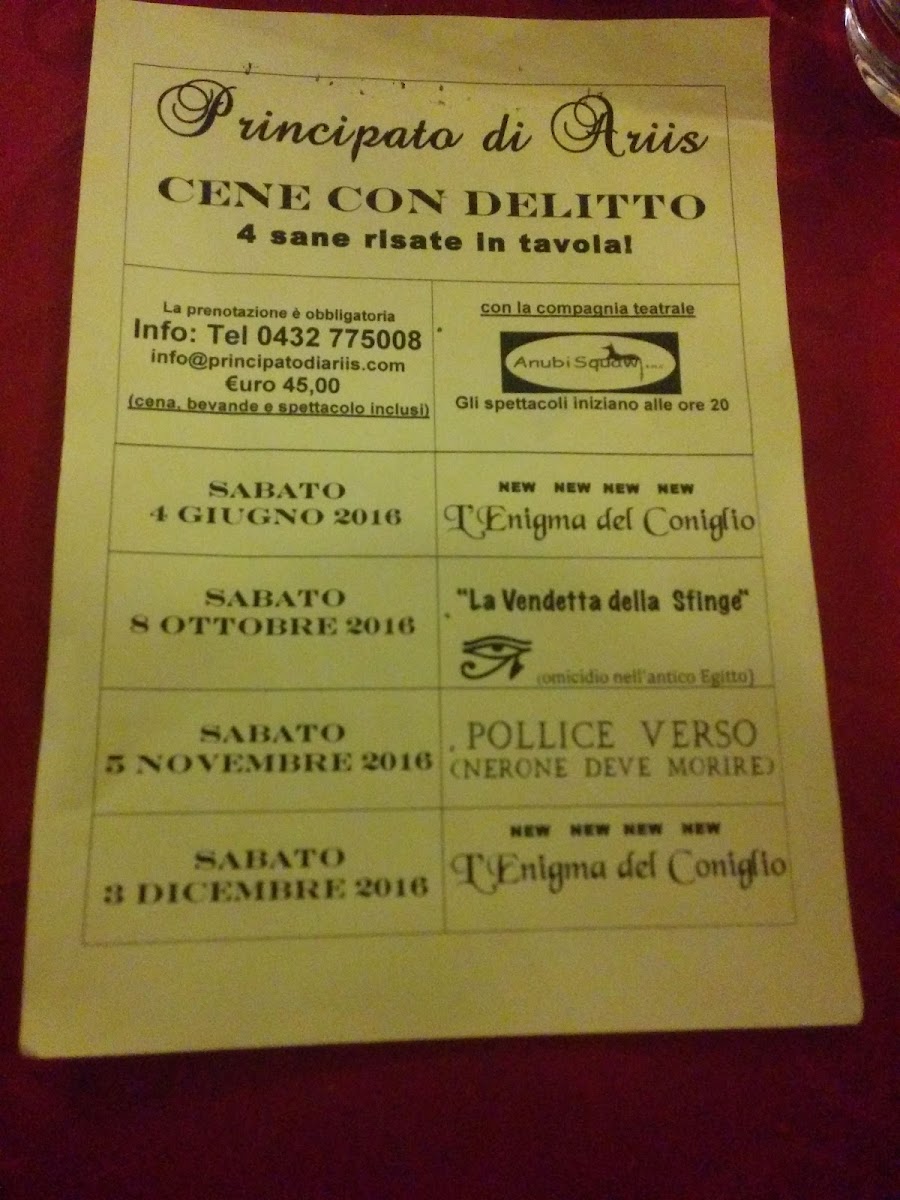 Principato di Ariis
CENE CON DELITTO
4 sane risate in tavola!
La prenotazione è obbligatoria
Info: Tel 0432 775008
info@principatodiariis.com
€uro 45,00
(cena, bevande e spettacolo inclusi)
con la compagnia teatrale
Anubi Squaw
Gli spettacoli iniziano alle ore 20
SABATO
4 GIUGNO 2016
NEW NEW NEW NEW
L'Enigma del Coniglio
SABATO
8 OTTOBRE 2016
"La Vendetta della Sfinge"
(omicidio nell'antico Egitto)
SABATO
5 NOVEMBRE 2016
POLLICE VERSO
(NERONE DEVE MORIRE)
SABATO
3 DICEMBRE 2016
NEW NEW NEW NEW
L'Enigma del Coniglio